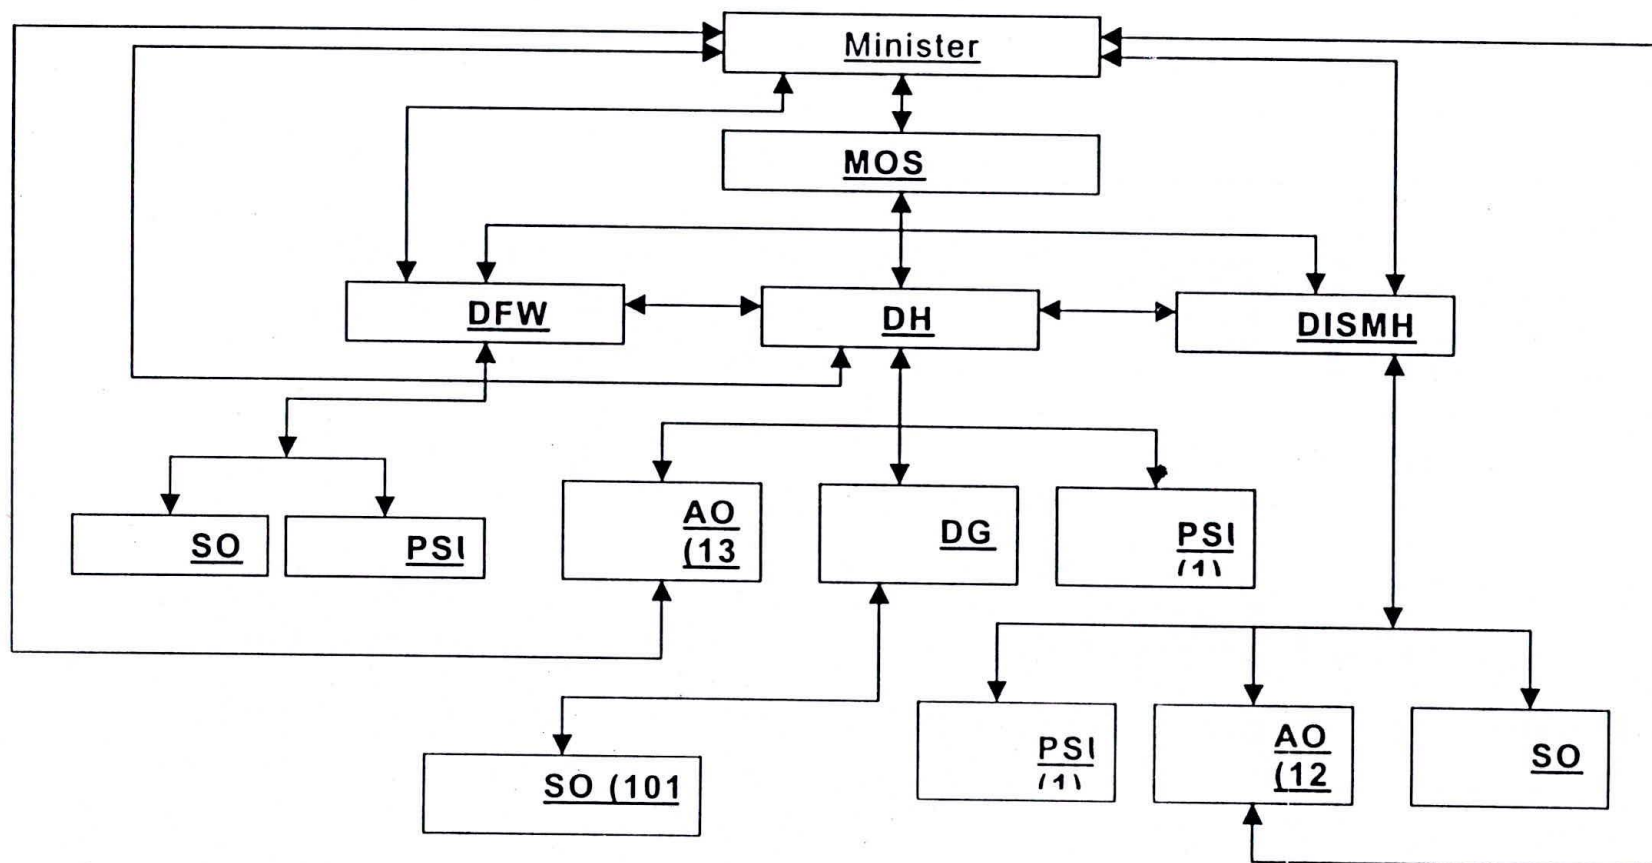 Minister
MOS
DFW
DH
DISMH
SO
PSI
AO
(13
DG
PSI
(1)
PSI
(1)
AO
(12
SO
SO (101